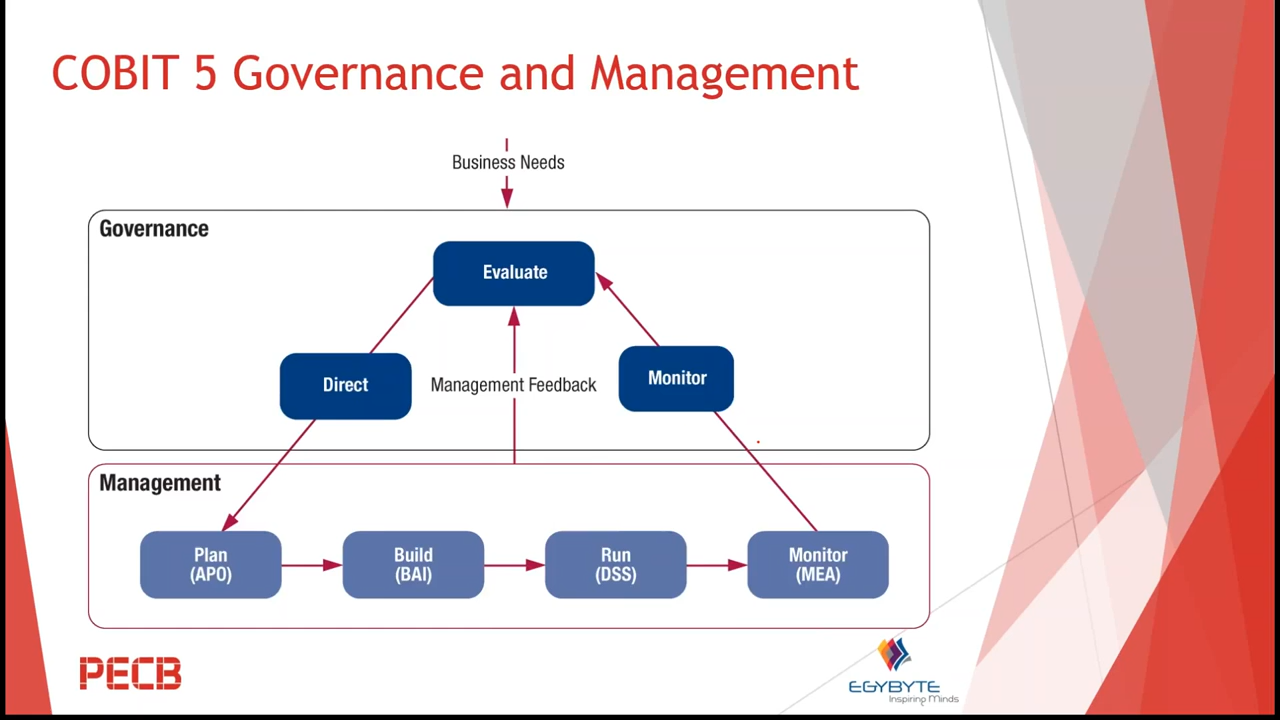 COBIT 5 Governance and Management
Business Needs
Governance
Evaluate
Direct
Management Feedback
Monitor
Management
Plan
(APO)
Build
(BAI)
Run
(DSS)
Monitor
(MEA)
PECB
EGYBYTE
Inspiring Minds